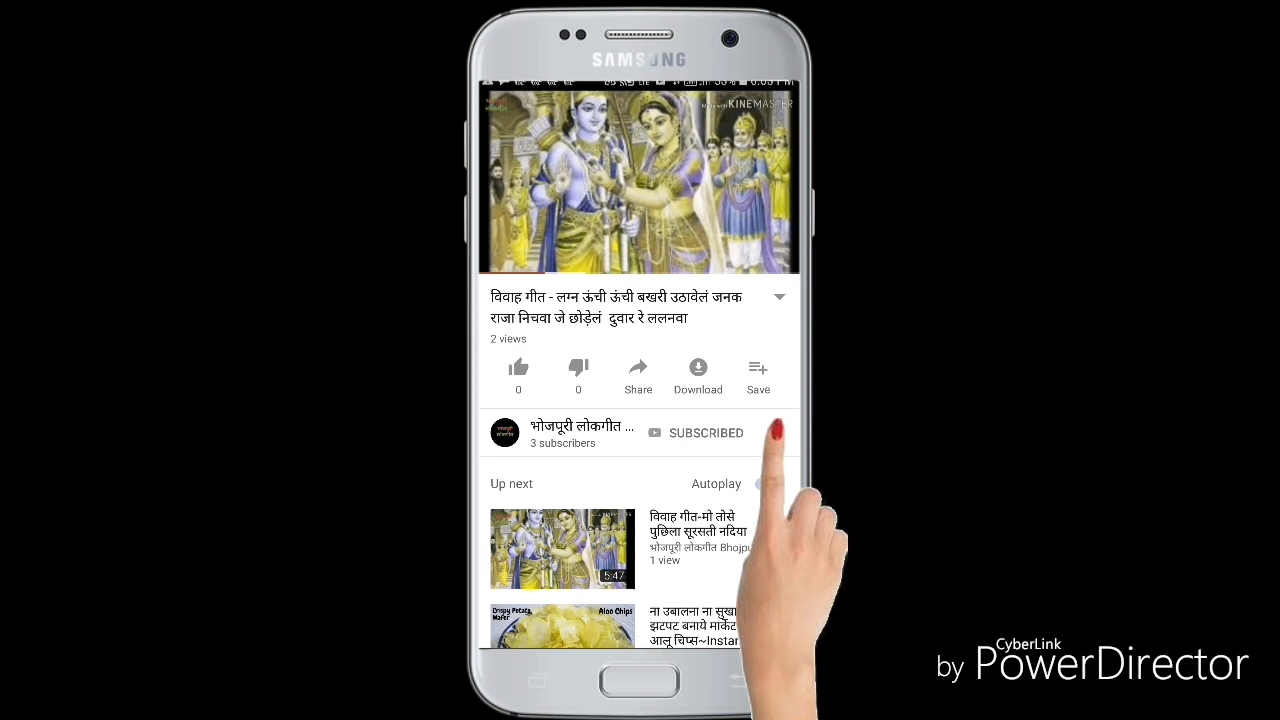 SAMSUNG
Made with KINEMASTER
विवाह गीत - लग्न ऊंची ऊंची बखरी उठावेलं जनक
राजा निचवा जे छोड़ेलं दुवार रे ललनवा
2 views
0
0
Share
Download
Save
भोजपूरी लोकगीत ...
3 subscribers
SUBSCRIBED
Up next
Autoplay
विवाह गीत-मो तोसे
पुछिला सूरसती नदिया
भोजपूरी लोकगीत Bhojpu
1 view
5:47
Crispy Potato
Wafer
Aloo Chips
ना उबालना ना सुखा
झटपट बनाये मार्केट
आलू चिप्स~Instan
CyberLink
by PowerDirector